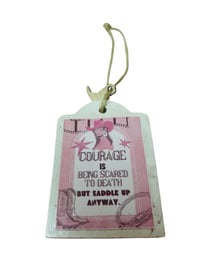 COURAGE
IS
BEING SCARED
TO DEATH
BUT SADDLE UP
ANYWAY.